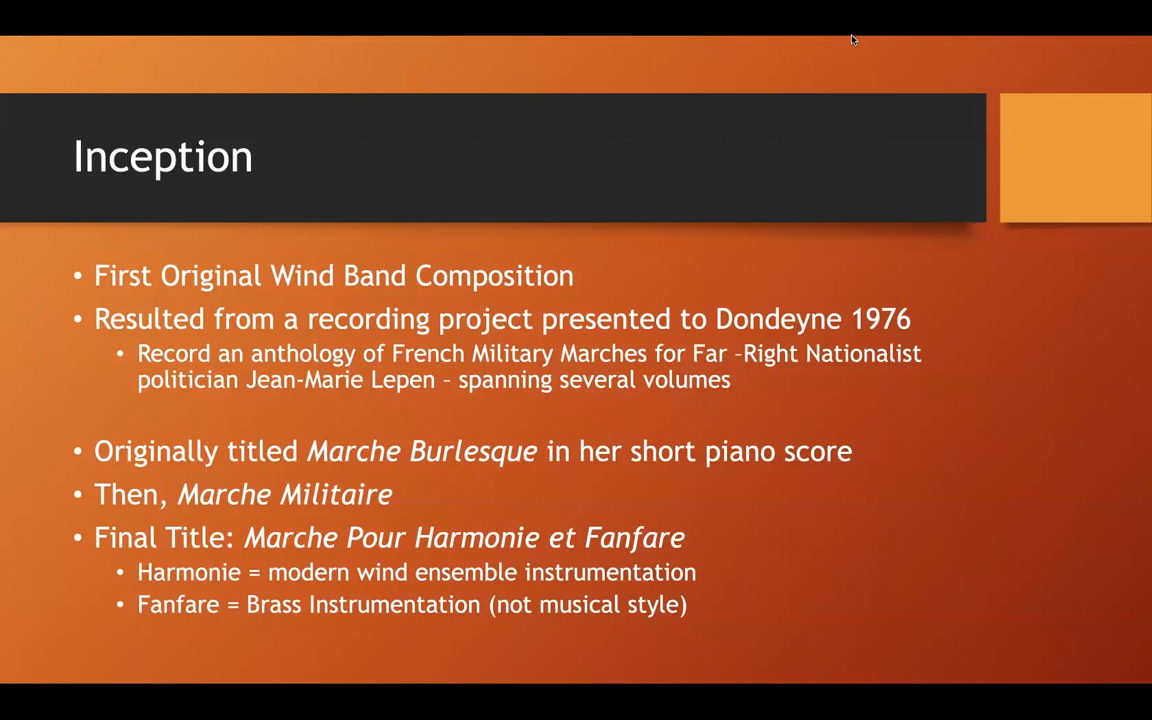 Inception
• First Original Wind Band Composition
• Resulted from a recording project presented to Dondeyne 1976
• Record an anthology of French Military Marches for Far –Right Nationalist
politician Jean-Marie Lepen – spanning several volumes
• Originally titled Marche Burlesque in her short piano score
• Then, Marche Militaire
• Final Title: Marche Pour Harmonie et Fanfare
• Harmonie = modern wind ensemble instrumentation
• Fanfare = Brass Instrumentation (not musical style)